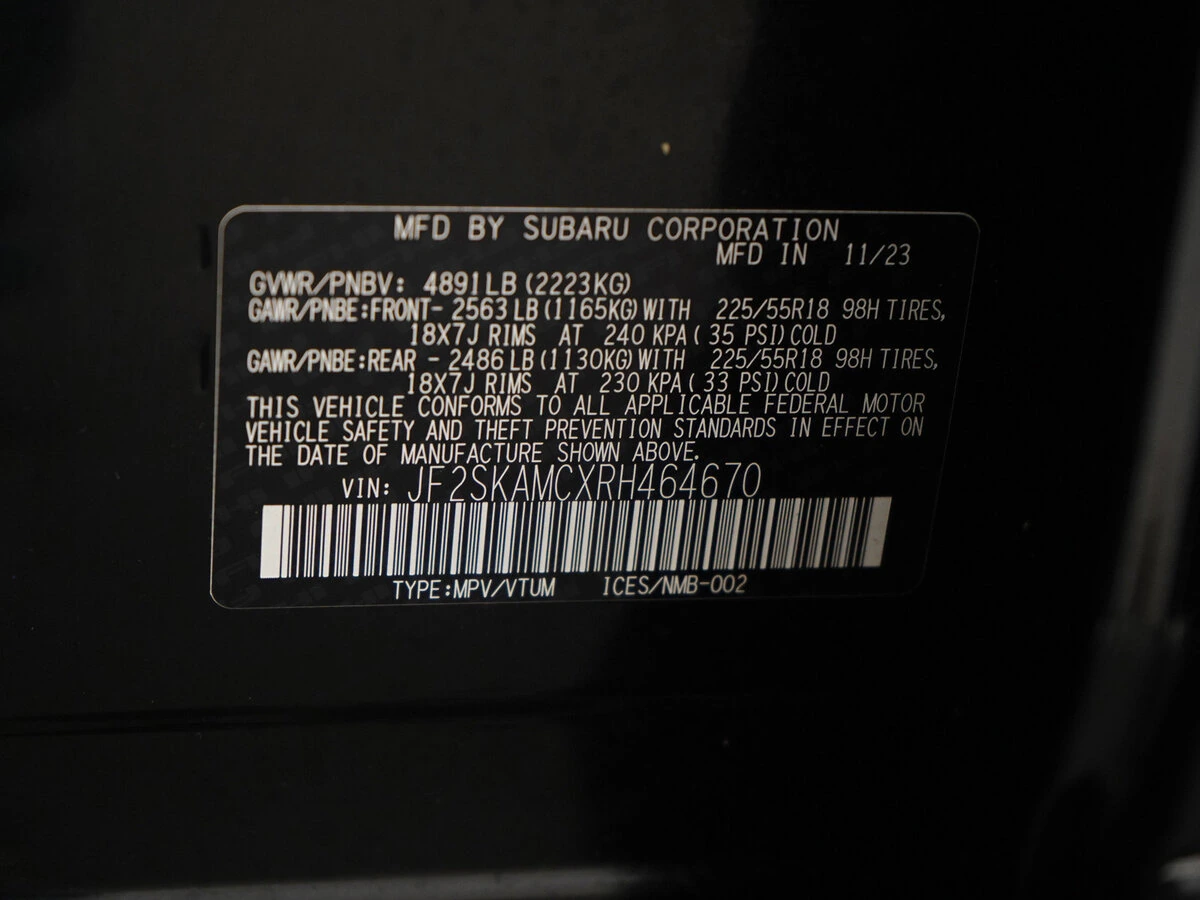 MFD BY SUBARU CORPORATION
MFD IN 11/23
GVWR/PNBV: 4891LB (2223KG)
GAWR/PNBE:FRONT- 2563 LB (1165KG) WITH 225/55R18 98H TIRES,
18X7J RIMS AT 240 KPA ( 35 PSI) COLD
GAWR/PNBE:REAR - 2486 LB (1130KG) WITH 225/55R18 98H TIRES,
18X7J RIMS AT 230 KPA ( 33 PSI) COLD
THIS VEHICLE CONFORMS TO ALL APPLICABLE FEDERAL MOTOR
VEHICLE SAFETY AND THEFT PREVENTION STANDARDS IN EFFECT ON
THE DATE OF MANUFACTURE SHOWN ABOVE.
VIN: JF2SKAMCXRH464670
TYPE:MPV/VTUM ICES/NMB-002